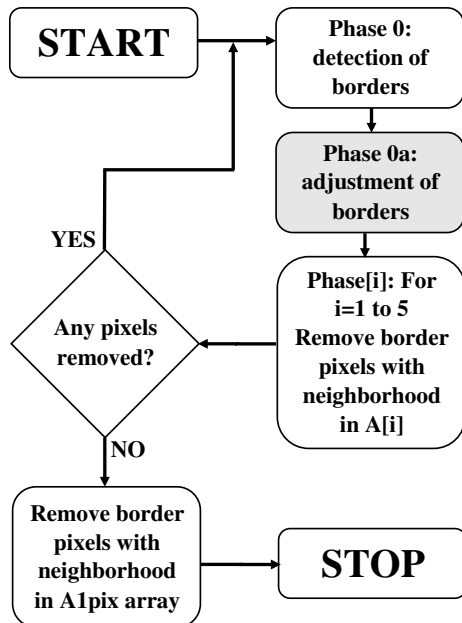 START
Phase 0:
detection of
borders
Phase 0a:
adjustment of
borders
YES
Phase[i]: For
i=1 to 5
Remove border
pixels with
neighborhood
in A[i]
Any pixels
removed?
NO
Remove border
pixels with
neighborhood
in A1pix array
STOP